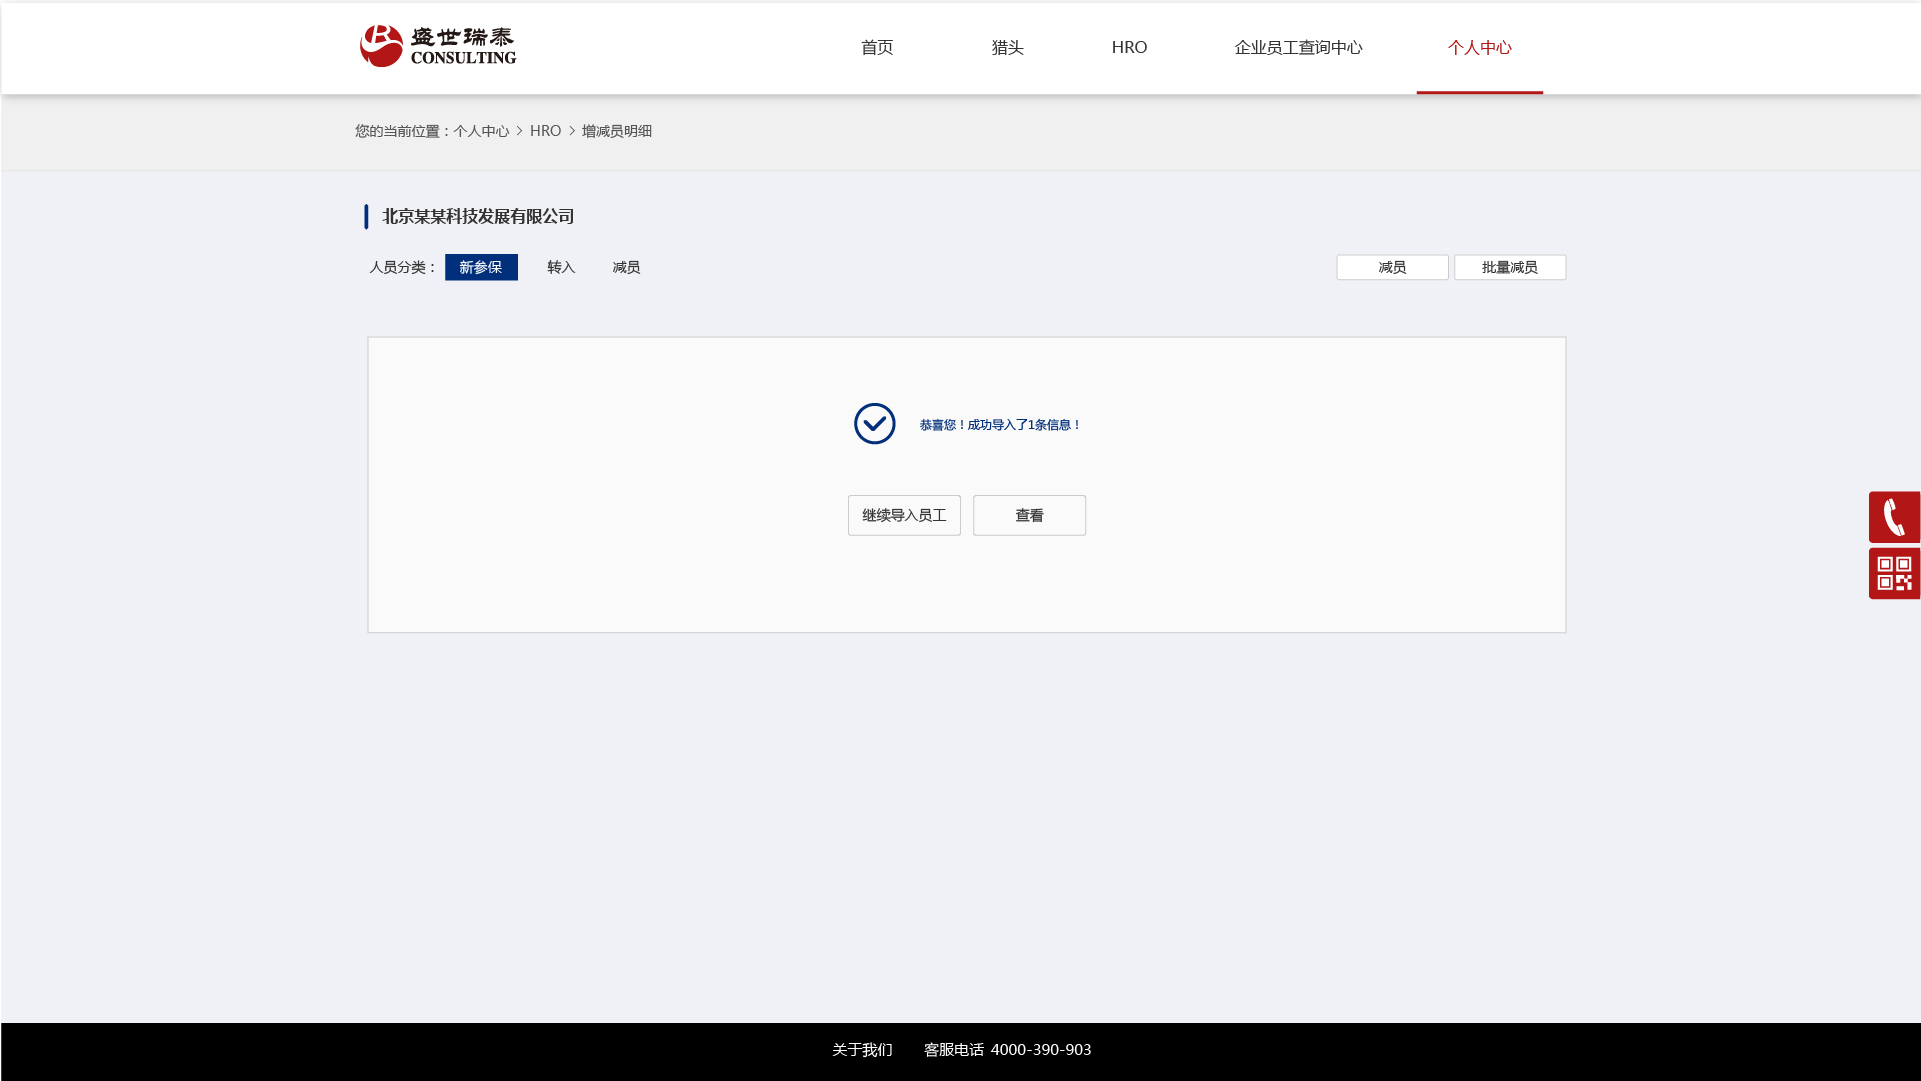 盛世瑞泰
CONSULTING
首页 猎头 HRO 企业员工查询中心 个人中心
您的当前位置：个人中心 > HRO > 增减员明细
北京某某科技发展有限公司
人员分类： 新参保 转入 减员 减员 批量减员
恭喜您！成功导入了1条信息！
继续导入员工 查看
关于我们 客服电话 4000-390-903